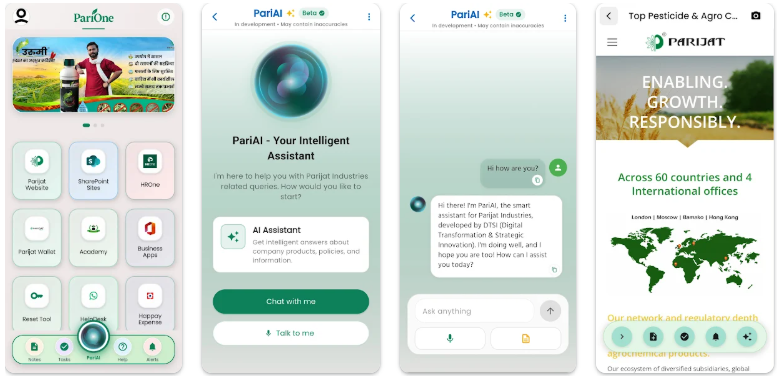 PariOne
उरूमी
Parijat
Website
SharePoint
Sites
HROne
Parijat Wallet
Academy
Business
Apps
Reset Tool
HelpDesk
Happay
Expense
Notes
Tasks
PariAI
Help
Alerts
PariAI
Beta
In development • May contain inaccuracies
PariAI - Your Intelligent
Assistant
I'm here to help you with Parijat Industries
related queries. How would you like to
start?
AI Assistant
Get intelligent answers about
company products, policies, and
information.
Chat with me
Talk to me
PariAI
Beta
In development • May contain inaccuracies
Hi how are you?
Hi there! I'm PariAI, the smart
assistant for Parijat Industries,
developed by DTSI (Digital
Transformation & Strategic
Innovation). I'm doing well, and I
hope you are too! How can I assist
you today?
Ask anything
Top Pesticide & Agro C...
PARIJAT
ENABLING.
GROWTH.
RESPONSIBLY.
Across 60 countries and 4
International offices
London | Moscow | Bamako | Hong Kong
Our network and regulatory depth
agrochemical products.
Our ecosystem of diversified subsidiaries, global